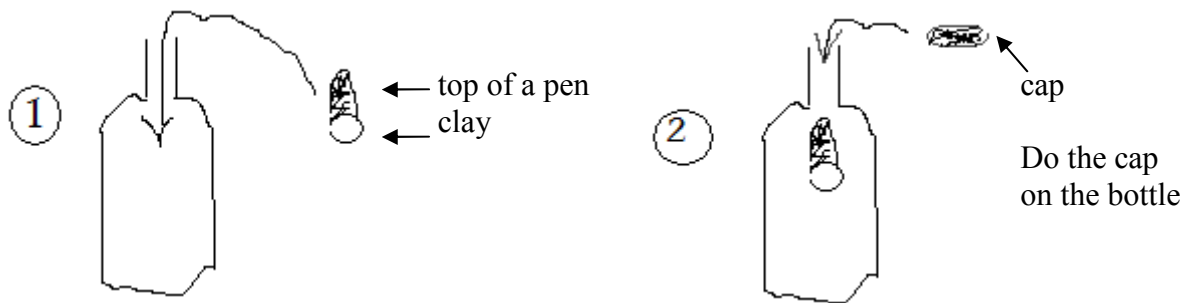 1
top of a pen
clay
2
cap
Do the cap
on the bottle